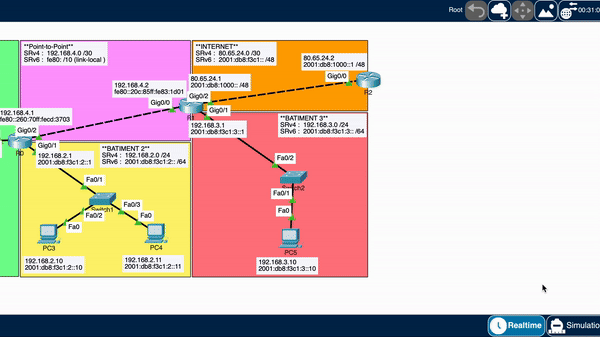 Root
00:31:0
**Point-to-Point**
SRv4 : 192.168.4.0 /30
SRv6 : fe80: /10 (link-local )
**INTERNET**
SRv4 : 80.65.24.0 /30
SRv6 : 2001:db8:f3c1:: /48
80.65.24.2
2001:db8:1000::1 /48
Gig0/0
R2
80.65.24.1
2001:db8:1000:: /48
Gig0/2
192.168.4.2
fe80::20c:85ff:fe83:1d01
Gig0/0
R1
Gig0/1
192.168.3.1
2001:db8:f3c1:3::1
**BATIMENT 3**
SRv4 : 192.168.3.0 /24
SRv6 : 2001:db8:f3c1:3:: /64
192.168.4.1
fe80::260:70ff:fecd:3703
Gig0/2
R0
Gig0/1
192.168.2.1
2001:db8:f3c1:2::1
**BATIMENT 2**
SRv4 : 192.168.2.0 /24
SRv6 : 2001:db8:f3c1:2:: /64
Fa0/2
Switch2
Fa0/1
Fa0
PC5
192.168.3.10
2001:db8:f3c1:3::10
Fa0/1
Switch1
Fa0/2
Fa0/3
Fa0
Fa0
PC3
PC4
192.168.2.10
2001:db8:f3c1:2::10
192.168.2.11
2001:db8:f3c1:2::11
Realtime
Simulatio